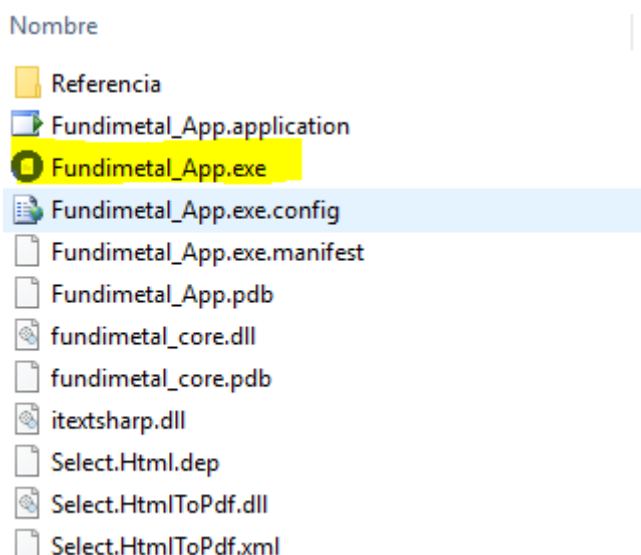 Nombre
Referencia
Fundimetal_App.application
Fundimetal_App.exe
Fundimetal_App.exe.config
Fundimetal_App.exe.manifest
Fundimetal_App.pdb
fundimetal_core.dll
fundimetal_core.pdb
itextsharp.dll
Select.Html.dep
Select.HtmlToPdf.dll
Select.HtmlToPdf.xml